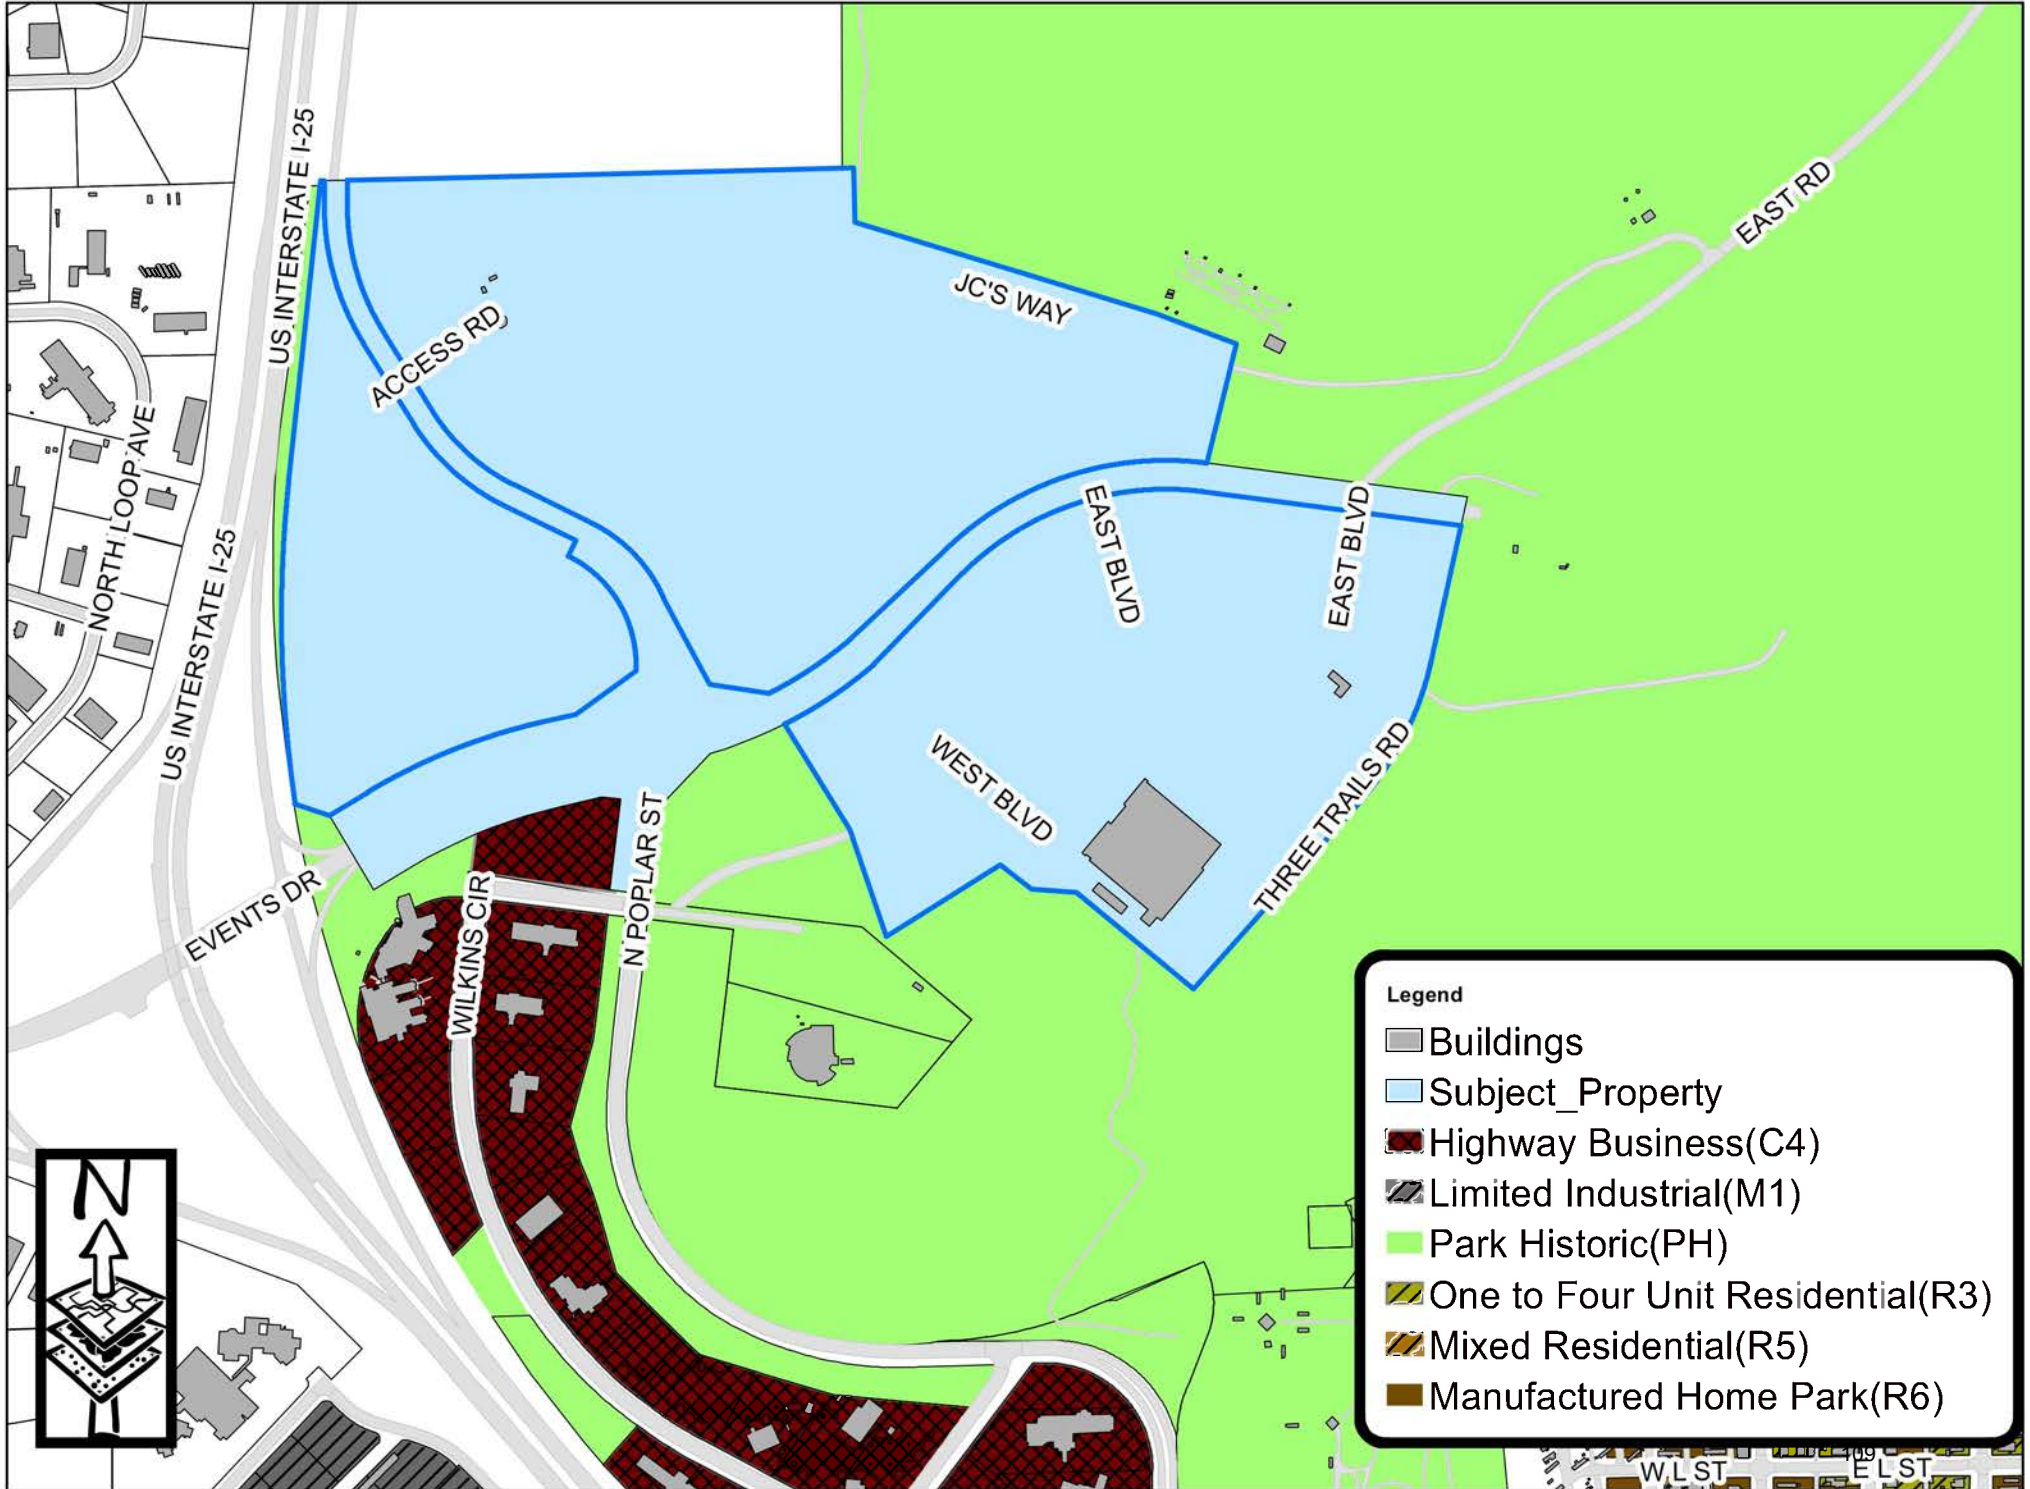 US INTERSTATE I-25
EAST RD
JC'S WAY
ACCESS RD
NORTH LOOP AVE
EAST BLVD
EAST BLVD
US INTERSTATE I-25
WEST BLVD
THREE TRAILS RD
N POPLAR ST
EVENTS DR
WILKINS CIR
N
Legend
Buildings
Subject_Property
Highway Business(C4)
Limited Industrial(M1)
Park Historic(PH)
One to Four Unit Residential(R3)
Mixed Residential(R5)
Manufactured Home Park(R6)
109
W L ST
E L ST